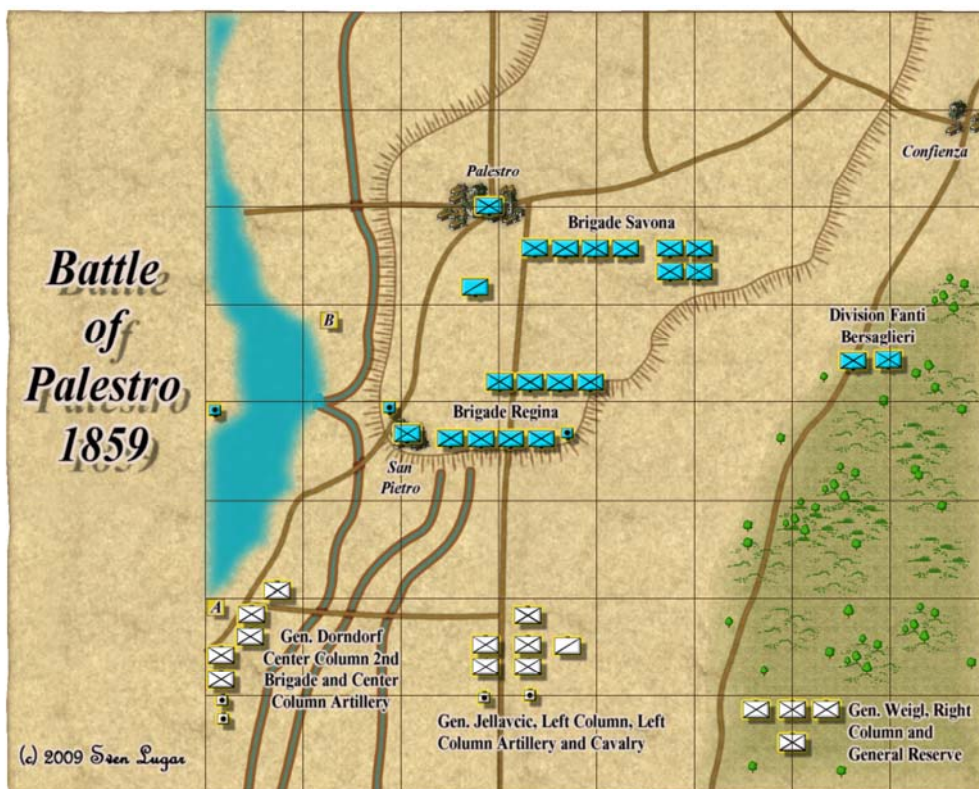 Battle
of
Palestro
1859
Palestro
Confienza
Brigade Savona
B
Division Fanti
Bersaglieri
Brigade Regina
San
Pietro
A
Gen. Dorndorf
Center Column 2nd
Brigade and Center
Column Artillery
Gen. Jellavcic, Left Column, Left
Column Artillery and Cavalry
Gen. Weigl, Right
Column and
General Reserve
(c) 2009 Sven Lugar